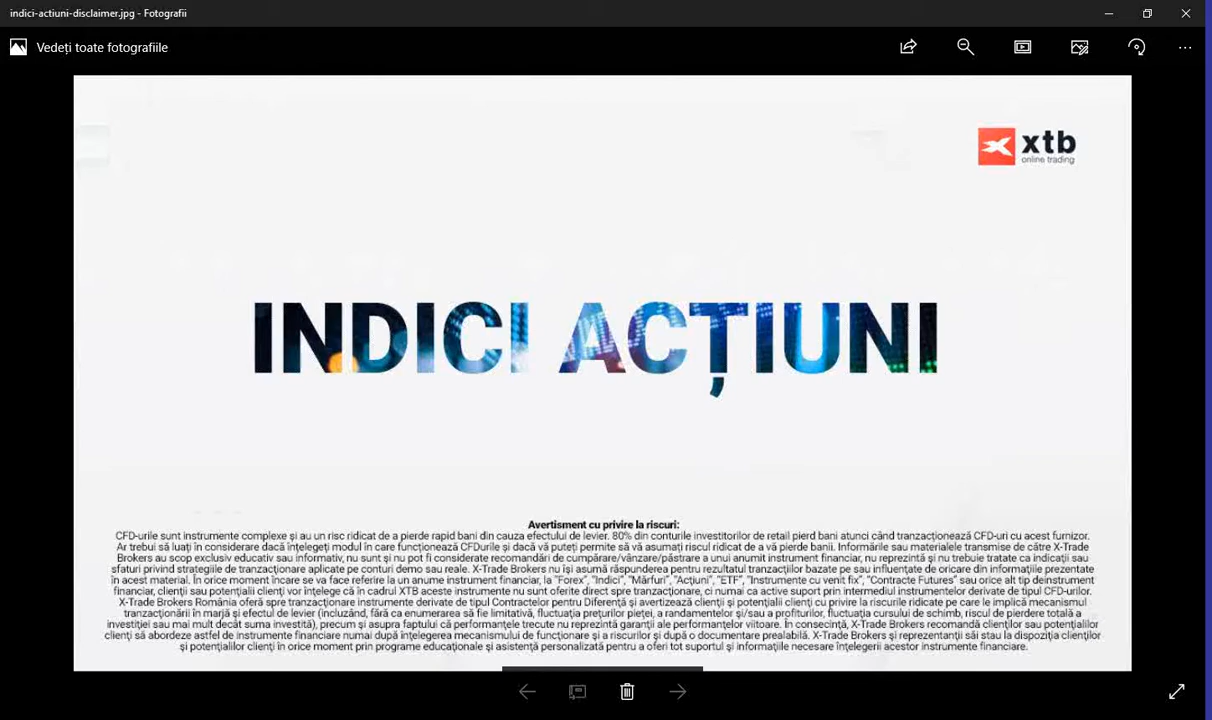 indici-actiuni-disclaimer.jpg - Fotografii
Vedeți toate fotografiile
xtb
online trading
INDICI ACȚIUNI
Avertisment cu privire la riscuri:
CFD-urile sunt instrumente complexe și au un risc ridicat de a pierde rapid bani din cauza efectului de levier. 80% din conturile investitorilor de retail pierd bani atunci când tranzacționează CFD-uri cu acest furnizor.
Ar trebui să luați în considerare dacă înțelegeți modul în care funcționează CFDurile și dacă vă puteți permite să vă asumați riscul ridicat de a vă pierde banii. Informările sau materialele transmise de către X-Trade
Brokers au scop exclusiv educativ sau informativ, nu sunt și nu pot fi considerate recomandări de cumpărare/vânzare/păstrare a unui anumit instrument financiar, nu reprezintă și nu trebuie tratate ca indicații sau
sfaturi privind strategiile de tranzacționare aplicate pe conturi demo sau reale. X-Trade Brokers nu își asumă răspunderea pentru rezultatul tranzacțiilor bazate pe sau influențate de oricare din informațiile prezentate
în acest material. În orice moment încare se va face referire la un anume instrument financiar, la "Forex", "Indici", "Mărfuri", "Acțiuni", "ETF", "Instrumente cu venit fix", "Contracte Futures" sau orice alt tip deinstrument
financiar, clienții sau potențialii clienți vor înțelege că în cadrul XTB aceste instrumente nu sunt oferite direct spre tranzacționare, ci numai ca active suport prin intermediul instrumentelor derivate de tipul CFD-urilor.
X-Trade Brokers România oferă spre tranzacționare instrumente derivate de tipul Contractelor pentru Diferență și avertizează clienții și potențialii clienți cu privire la riscurile ridicate pe care le implică mecanismul
tranzacționării în marjă și efectul de levier (incluzând, fără ca enumerarea să fie limitativă, fluctuația prețurilor pieței, a randamentelor și/sau a profiturilor, fluctuația cursului de schimb, riscul de pierdere totală a
investiției sau mai mult decât suma investită), precum și asupra faptului că performanțele trecute nu reprezintă garanții ale performanțelor viitoare. În consecință, X-Trade Brokers recomandă clienților sau potențialilor
clienți să abordeze astfel de instrumente financiare numai după înțelegerea mecanismului de funcționare și a riscurilor și după o documentare prealabilă. X-Trade Brokers și reprezentanții săi stau la dispoziția clienților
și potențialilor clienți în orice moment prin programe educaționale și asistență personalizată pentru a oferi tot suportul și informațiile necesare înțelegerii acestor instrumente financiare.